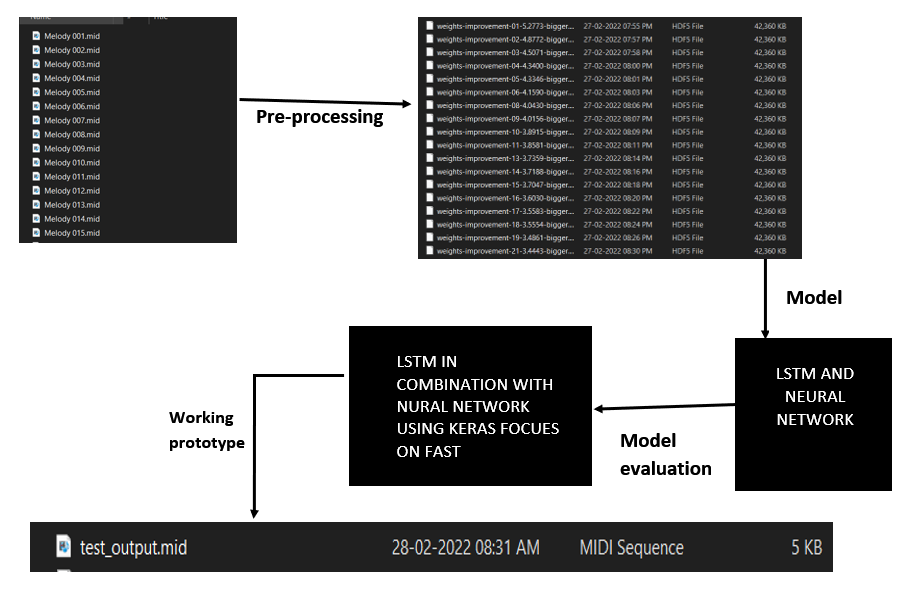 Name
Title
Melody 001.mid
Melody 002.mid
Melody 003.mid
Melody 004.mid
Melody 005.mid
Melody 006.mid
Melody 007.mid
Melody 008.mid
Melody 009.mid
Melody 010.mid
Melody 011.mid
Melody 012.mid
Melody 013.mid
Melody 014.mid
Melody 015.mid
Pre-processing
weights-improvement-01-5.2773-bigger... 27-02-2022 07:55 PM HDF5 File 42,360 KB
weights-improvement-02-4.8772-bigger... 27-02-2022 07:57 PM HDF5 File 42,360 KB
weights-improvement-03-4.5071-bigger... 27-02-2022 07:58 PM HDF5 File 42,360 KB
weights-improvement-04-4.3400-bigger... 27-02-2022 08:00 PM HDF5 File 42,360 KB
weights-improvement-05-4.3346-bigger... 27-02-2022 08:01 PM HDF5 File 42,360 KB
weights-improvement-06-4.1590-bigger... 27-02-2022 08:03 PM HDF5 File 42,360 KB
weights-improvement-08-4.0430-bigger... 27-02-2022 08:06 PM HDF5 File 42,360 KB
weights-improvement-09-4.0156-bigger... 27-02-2022 08:07 PM HDF5 File 42,360 KB
weights-improvement-10-3.8915-bigger... 27-02-2022 08:09 PM HDF5 File 42,360 KB
weights-improvement-11-3.8581-bigger... 27-02-2022 08:11 PM HDF5 File 42,360 KB
weights-improvement-13-3.7359-bigger... 27-02-2022 08:14 PM HDF5 File 42,360 KB
weights-improvement-14-3.7188-bigger... 27-02-2022 08:16 PM HDF5 File 42,360 KB
weights-improvement-15-3.7047-bigger... 27-02-2022 08:18 PM HDF5 File 42,360 KB
weights-improvement-16-3.6030-bigger... 27-02-2022 08:20 PM HDF5 File 42,360 KB
weights-improvement-17-3.5583-bigger... 27-02-2022 08:22 PM HDF5 File 42,360 KB
weights-improvement-18-3.5554-bigger... 27-02-2022 08:24 PM HDF5 File 42,360 KB
weights-improvement-19-3.4861-bigger... 27-02-2022 08:26 PM HDF5 File 42,360 KB
weights-improvement-21-3.4443-bigger... 27-02-2022 08:30 PM HDF5 File 42,360 KB
Model
LSTM AND
NEURAL
NETWORK
Model
evaluation
LSTM IN
COMBINATION WITH
NURAL NETWORK
USING KERAS FOCUES
ON FAST
Working
prototype
test_output.mid 28-02-2022 08:31 AM MIDI Sequence 5 KB